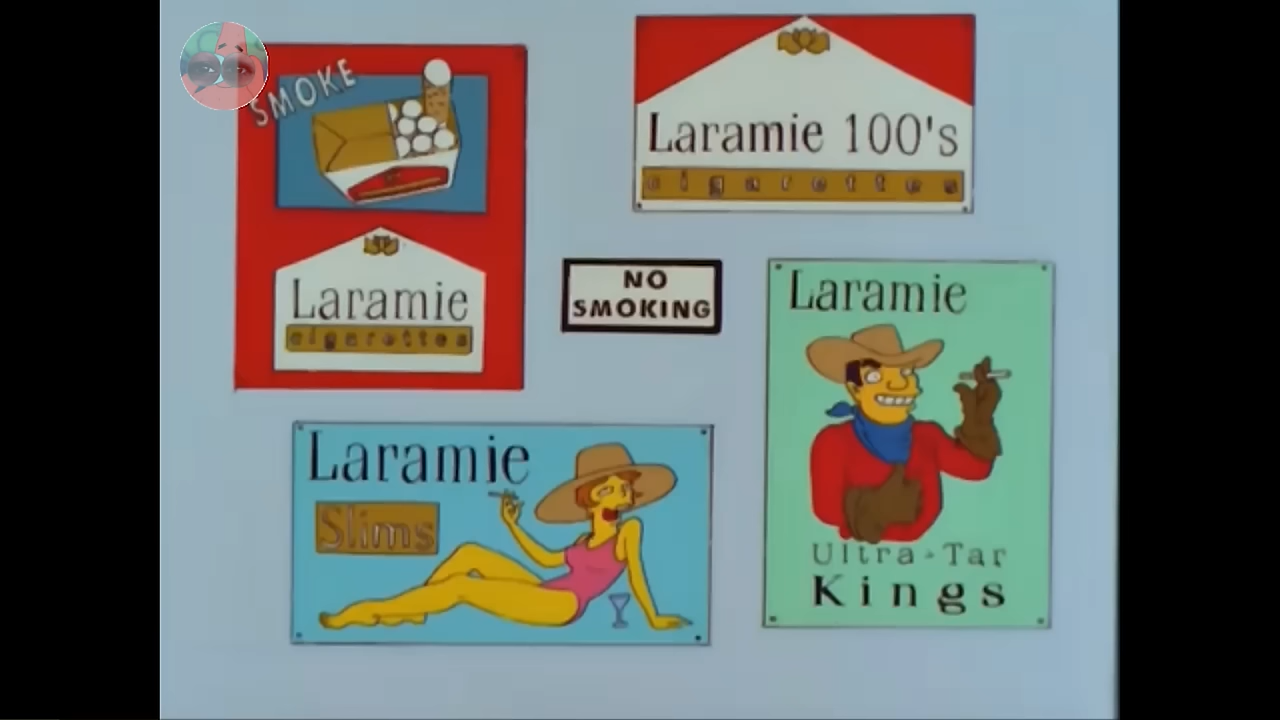 SMOKE
Laramie
cigarettes
Laramie 100's
cigarettes
NO
SMOKING
Laramie
Slims
Laramie
Ultra-Tar
Kings